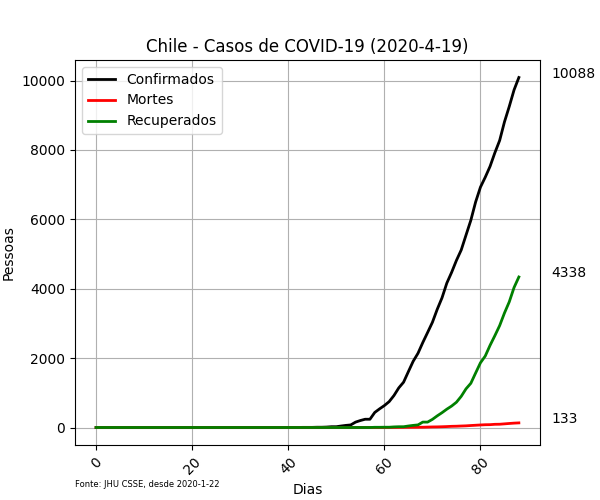 Chile - Casos de COVID-19 (2020-4-19)
Confirmados
Mortes
Recuperados
10088
4338
133
10000
8000
6000
4000
2000
0
Pessoas
0 20 40 60 80
Dias
Fonte: JHU CSSE, desde 2020-1-22